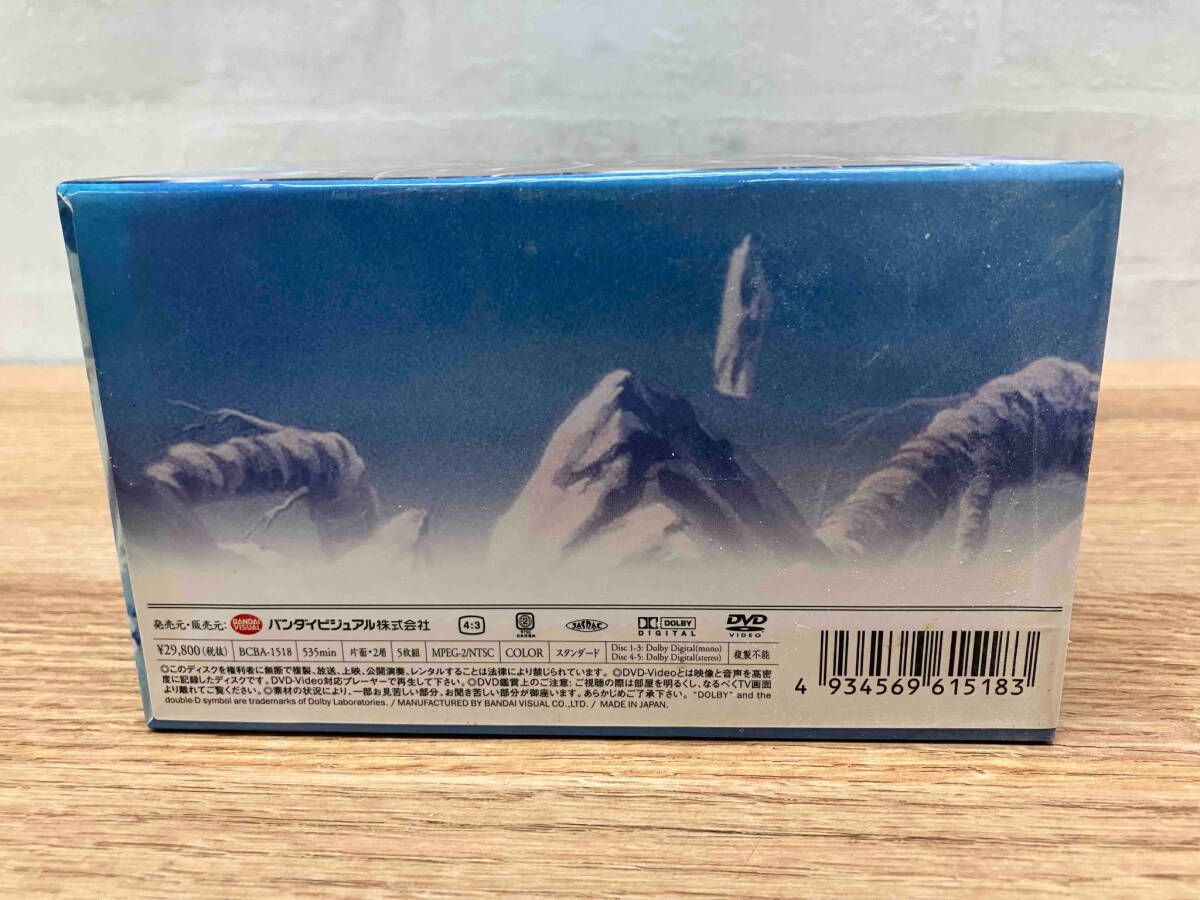 発売元・販売元: BANDAI VISUAL バンダイビジュアル株式会社 4:3 NTSC 日本市場向 JASRAC DOLBY DIGITAL DVD VIDEO
¥29,800(税抜) BCBA-1518 535min 片面・2層 5枚組 MPEG-2/NTSC COLOR スタンダード Disc 1-3: Dolby Digital(mono) Disc 4-5: Dolby Digital(stereo) 複製不能
◎このディスクを権利者に無断で複製、放送、上映、公開演奏、レンタルすることは法律により禁じられています。◎DVD-Videoとは映像と音声を高密
度に記録したディスクです。DVD-Video対応プレーヤーで再生して下さい。◎DVD鑑賞上のご注意:ご視聴の際は部屋を明るくし、なるべくTV画面
より離れてご覧ください。◎素材の状況により、一部お見苦しい部分、お聞き苦しい部分が御座います。あらかじめご了承下さい。"DOLBY" and the
double-D symbol are trademarks of Dolby Laboratories. / MANUFACTURED BY BANDAI VISUAL CO.,LTD. / MADE IN JAPAN.
4 934569 615183